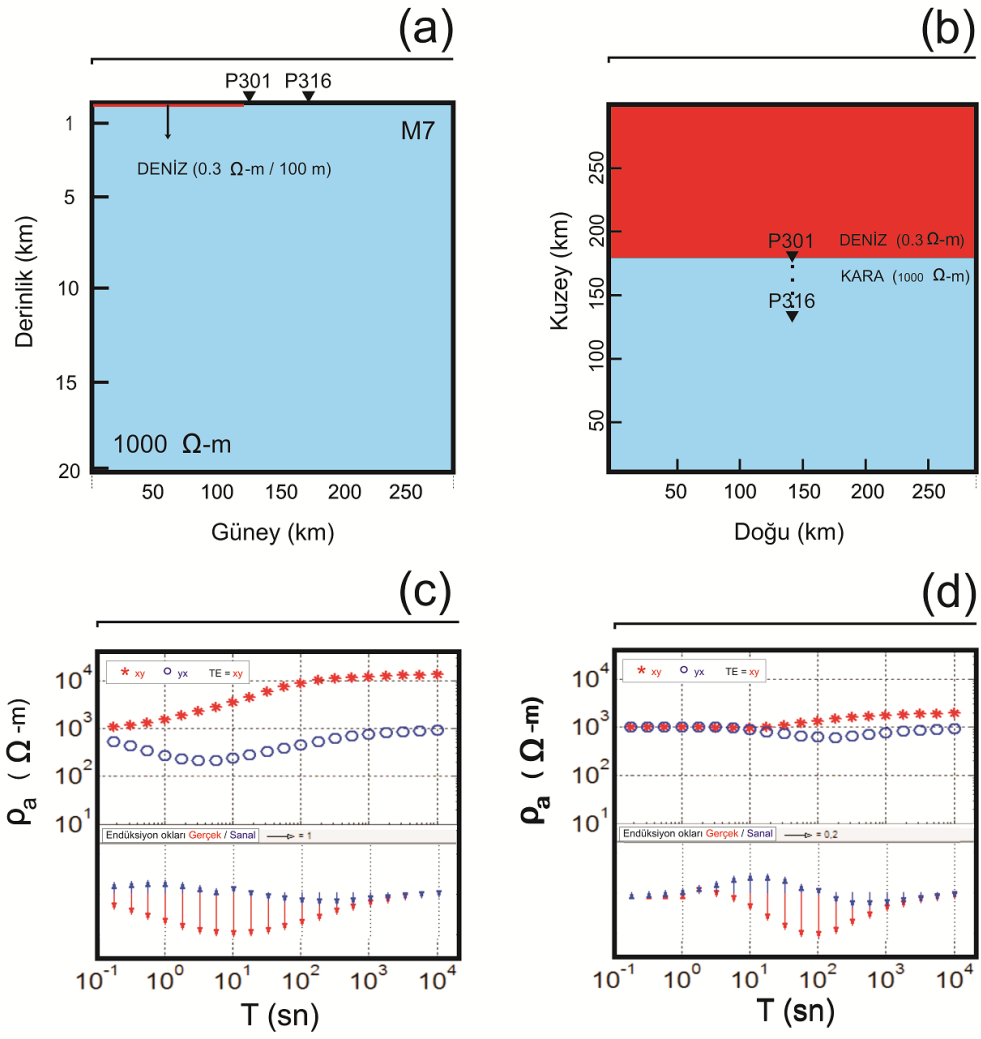 (a)
P301 P316
M7
DENİZ (0.3 Ω-m / 100 m)
1000 Ω-m
Derinlik (km)
1
5
10
15
20
50 100 150 200 250
Güney (km)
(b)
Kuzey (km)
250
200
150
100
50
P301
DENİZ (0.3 Ω-m)
KARA (1000 Ω-m)
P316
50 100 150 200 250
Doğu (km)
(c)
xy yx TE = xy
ρa ( Ω -m)
10⁴
10³
10²
10¹
Endüksiyon okları Gerçek / Sanal = 1
10⁻¹ 10⁰ 10¹ 10² 10³ 10⁴
T (sn)
(d)
xy yx TE = xy
ρa ( Ω -m)
10⁴
10³
10²
10¹
Endüksiyon okları Gerçek / Sanal = 0,2
10⁻¹ 10⁰ 10¹ 10² 10³ 10⁴
T (sn)